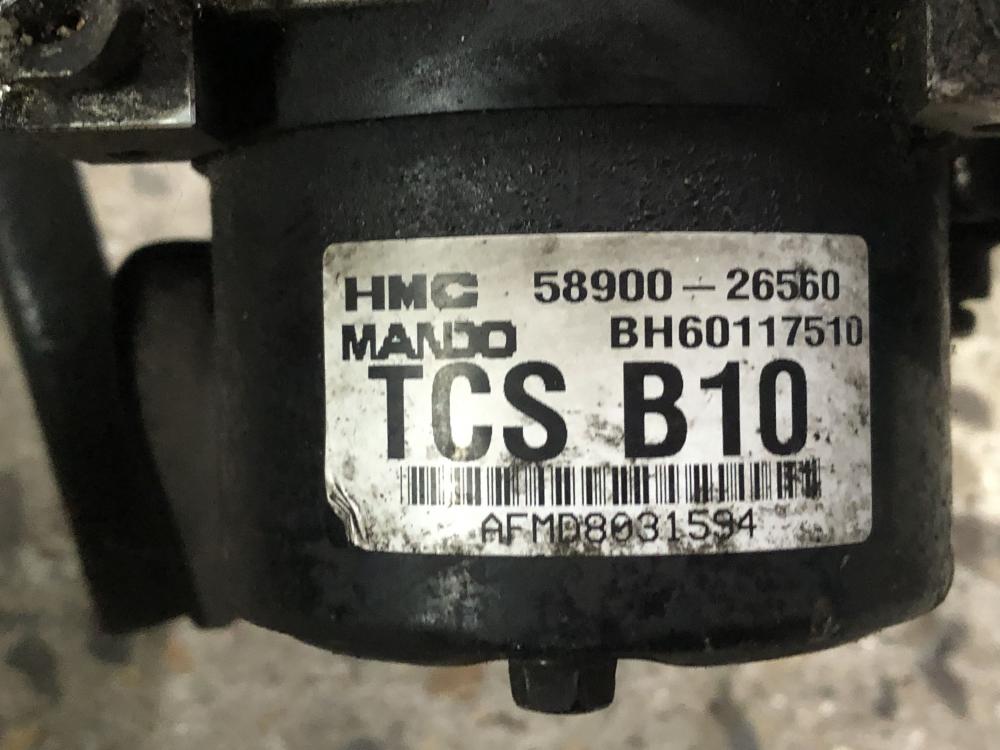 HMC 58900-26560
MANDO BH60117510
TCS B10
AFMD8031594